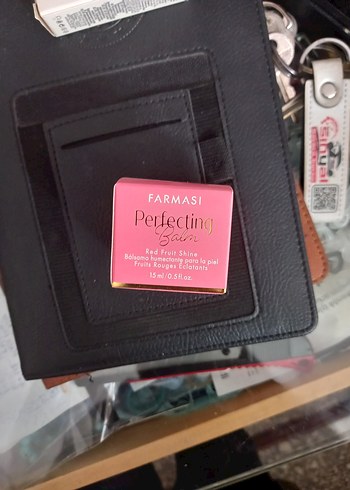 FARMASI
Perfecting
Balm
Red Fruit Shine
Bálsamo humectante para la piel
Fruits Rouges Éclatants
15 ml / 0.5 fl.oz.
sinyal